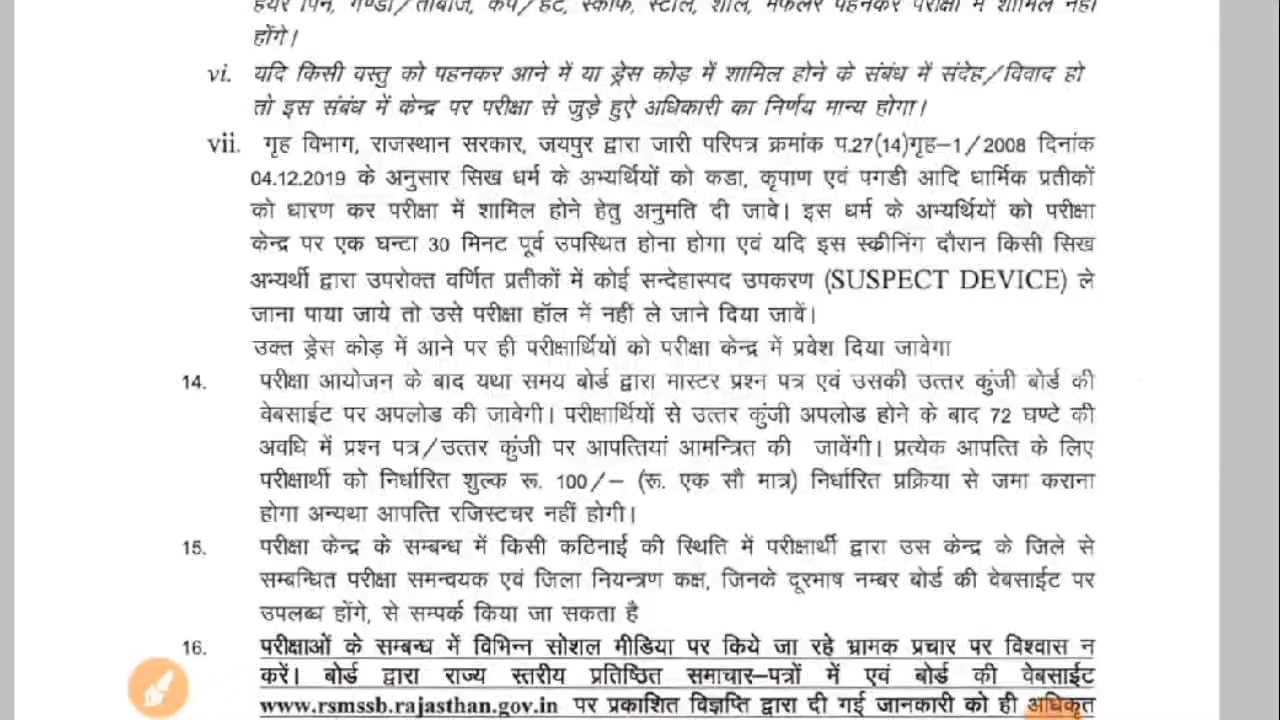 हेयर पिन, गण्डा/ताबीज, कैप/हैट, स्कार्फ, स्टॉल, शॉल, मफलर पहनकर परीक्षा में शामिल नहीं
होंगे।
vi. यदि किसी वस्तु को पहनकर आने में या ड्रेस कोड़ में शामिल होने के संबंध में संदेह/विवाद हो
तो इस संबंध में केन्द्र पर परीक्षा से जुड़े हुऐ अधिकारी का निर्णय मान्य होगा।
vii. गृह विभाग, राजस्थान सरकार, जयपुर द्वारा जारी परिपत्र क्रमांक प.27(14)गृह–1/2008 दिनांक
04.12.2019 के अनुसार सिख धर्म के अभ्यर्थियों को कडा, कृपाण एवं पगडी आदि धार्मिक प्रतीकों
को धारण कर परीक्षा में शामिल होने हेतु अनुमति दी जावे। इस धर्म के अभ्यर्थियों को परीक्षा
केन्द्र पर एक घन्टा 30 मिनट पूर्व उपस्थित होना होगा एवं यदि इस स्क्रीनिंग दौरान किसी सिख
अभ्यर्थी द्वारा उपरोक्त वर्णित प्रतीकों में कोई सन्देहास्पद उपकरण (SUSPECT DEVICE) ले
जाना पाया जाये तो उसे परीक्षा हॉल में नहीं ले जाने दिया जावें।
उक्त ड्रेस कोड़ में आने पर ही परीक्षार्थियों को परीक्षा केन्द्र में प्रवेश दिया जावेगा
14. परीक्षा आयोजन के बाद यथा समय बोर्ड द्वारा मास्टर प्रश्न पत्र एवं उसकी उत्तर कुंजी बोर्ड की
वेबसाईट पर अपलोड की जावेगी। परीक्षार्थियों से उत्तर कुंजी अपलोड होने के बाद 72 घण्टे की
अवधि में प्रश्न पत्र/उत्तर कुंजी पर आपत्तियां आमन्त्रित की जावेंगी। प्रत्येक आपत्ति के लिए
परीक्षार्थी को निर्धारित शुल्क रू. 100/– (रू. एक सौ मात्र) निर्धारित प्रक्रिया से जमा कराना
होगा अन्यथा आपत्ति रजिस्टचर नहीं होगी।
15. परीक्षा केन्द्र के सम्बन्ध में किसी कठिनाई की स्थिति में परीक्षार्थी द्वारा उस केन्द्र के जिले से
सम्बन्धित परीक्षा समन्वयक एवं जिला नियन्त्रण कक्ष, जिनके दूरभाष नम्बर बोर्ड की वेबसाईट पर
उपलब्ध होंगे, से सम्पर्क किया जा सकता है
16. परीक्षाओं के सम्बन्ध में विभिन्न सोशल मीडिया पर किये जा रहे भ्रामक प्रचार पर विश्वास न
करें। बोर्ड द्वारा राज्य स्तरीय प्रतिष्ठित समाचार–पत्रों में एवं बोर्ड की वेबसाईट
www.rsmssb.rajasthan.gov.in पर प्रकाशित विज्ञप्ति द्वारा दी गई जानकारी को ही अधिकृत